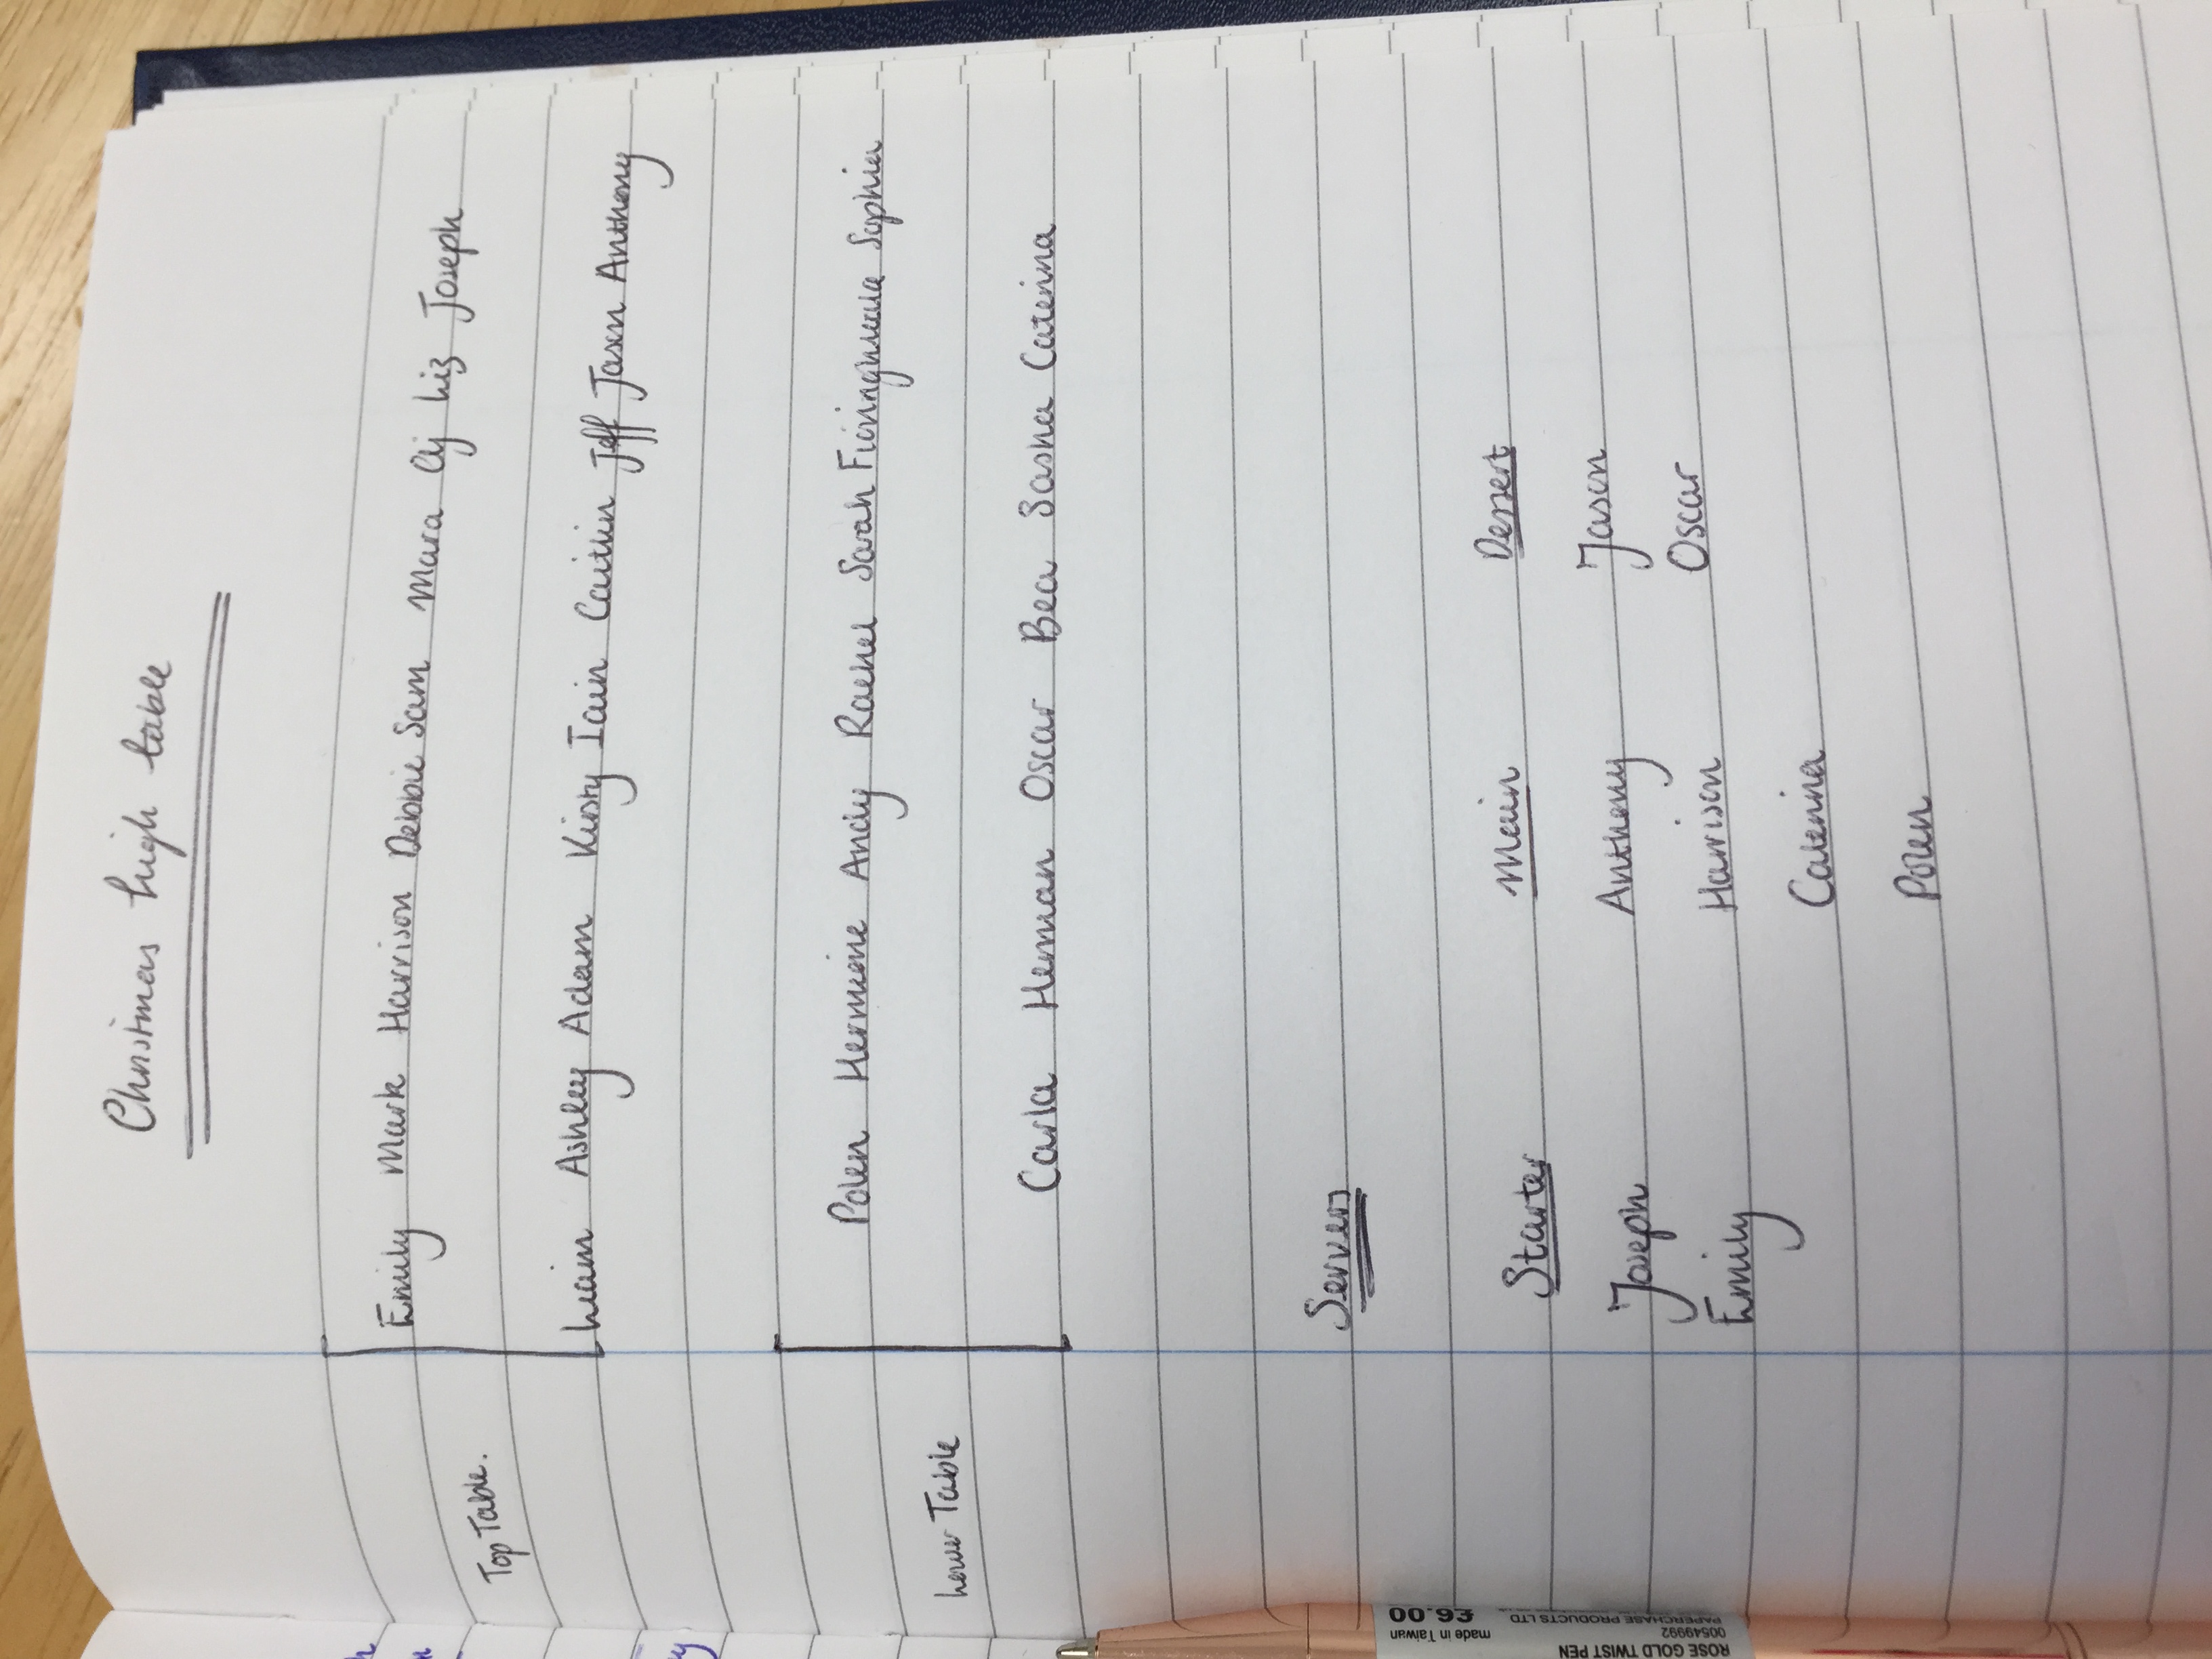 Christmas high table
Emily Mark Harrison Debbie Sam Mara Aj Liz Joseph
Top Table.
Liam Ashley Adam Kirsty Iain Caitlin Jeff Jason Anthony
Polen Hermione Andy Rachel Sarah Sophia
Lower Table
Carla Herman Oscar Bea Sasha Caterina
Servers
Starter Main Dessert
Joseph Anthony Jason
Emily Harrison Oscar
Caterina
Polen
made in Taiwan
£6.00
ROSE GOLD TWIST PEN
00549992
PAPERCHASE PRODUCTS LTD